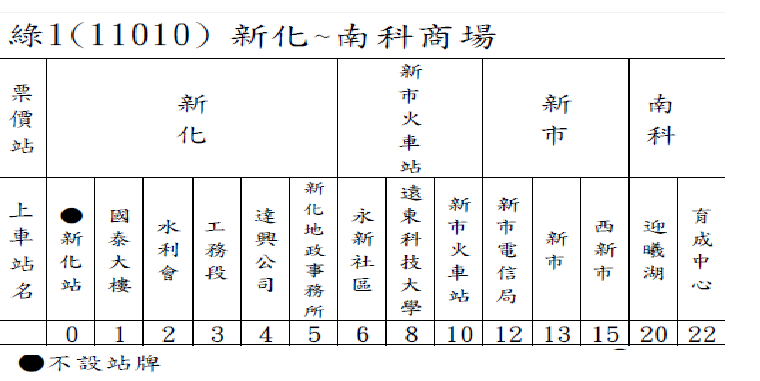 綠1(11010) 新化~南科商場
票價站 新化 新市火車站 新市 南科
上車站名 ●新化站 國泰大樓 水利會 工務段 達興公司 新化地政事務所 永新社區 遠東科技大學 新市火車站 新市電信局 新市 西新市 迎曦湖 育成中心
0 1 2 3 4 5 6 8 10 12 13 15 20 22
●不設站牌